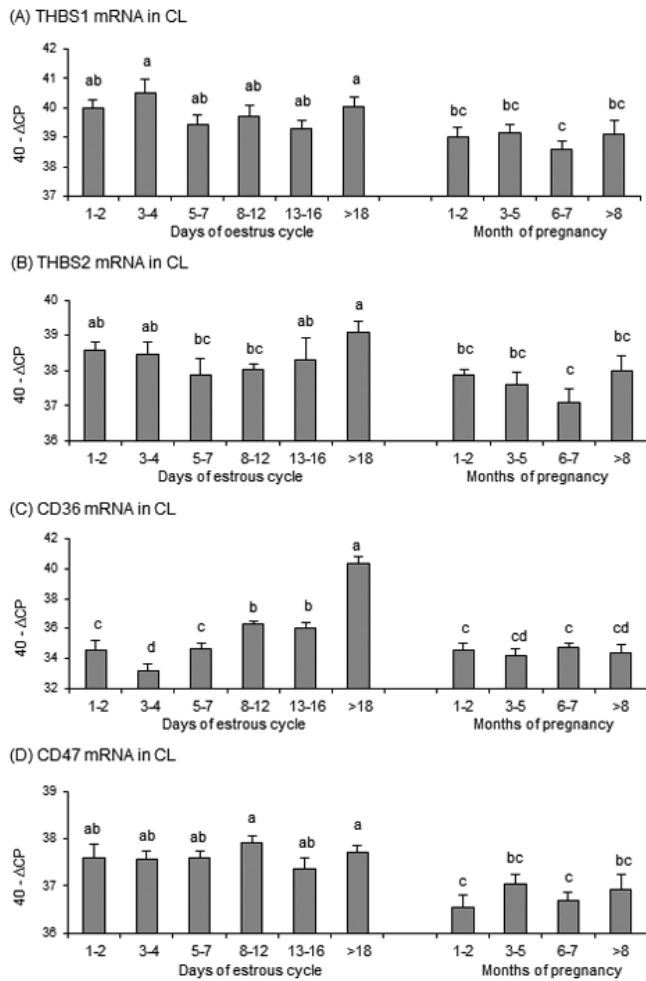 (A) THBS1 mRNA in CL
42
41
40
39
38
37
40 - ΔCP
ab a ab ab ab a bc bc c bc
1-2 3-4 5-7 8-12 13-16 >18 1-2 3-5 6-7 >8
Days of oestrus cycle Month of pregnancy
(B) THBS2 mRNA in CL
40
39
38
37
36
40 - ΔCP
ab ab bc bc ab a bc bc c bc
1-2 3-4 5-7 8-12 13-16 >18 1-2 3-5 6-7 >8
Days of estrus cycle Months of pregnancy
(C) CD36 mRNA in CL
42
40
38
36
34
32
40 - ΔCP
c d c b b a c cd c cd
1-2 3-4 5-7 8-12 13-16 >18 1-2 3-5 6-7 >8
Days of estrous cycle Months of pregnancy
(D) CD47 mRNA in CL
39
38
37
36
40 - ΔCP
ab ab ab a ab a c bc c bc
1-2 3-4 5-7 8-12 13-16 >18 1-2 3-5 6-7 >8
Days of estrous cycle Months of pregnancy